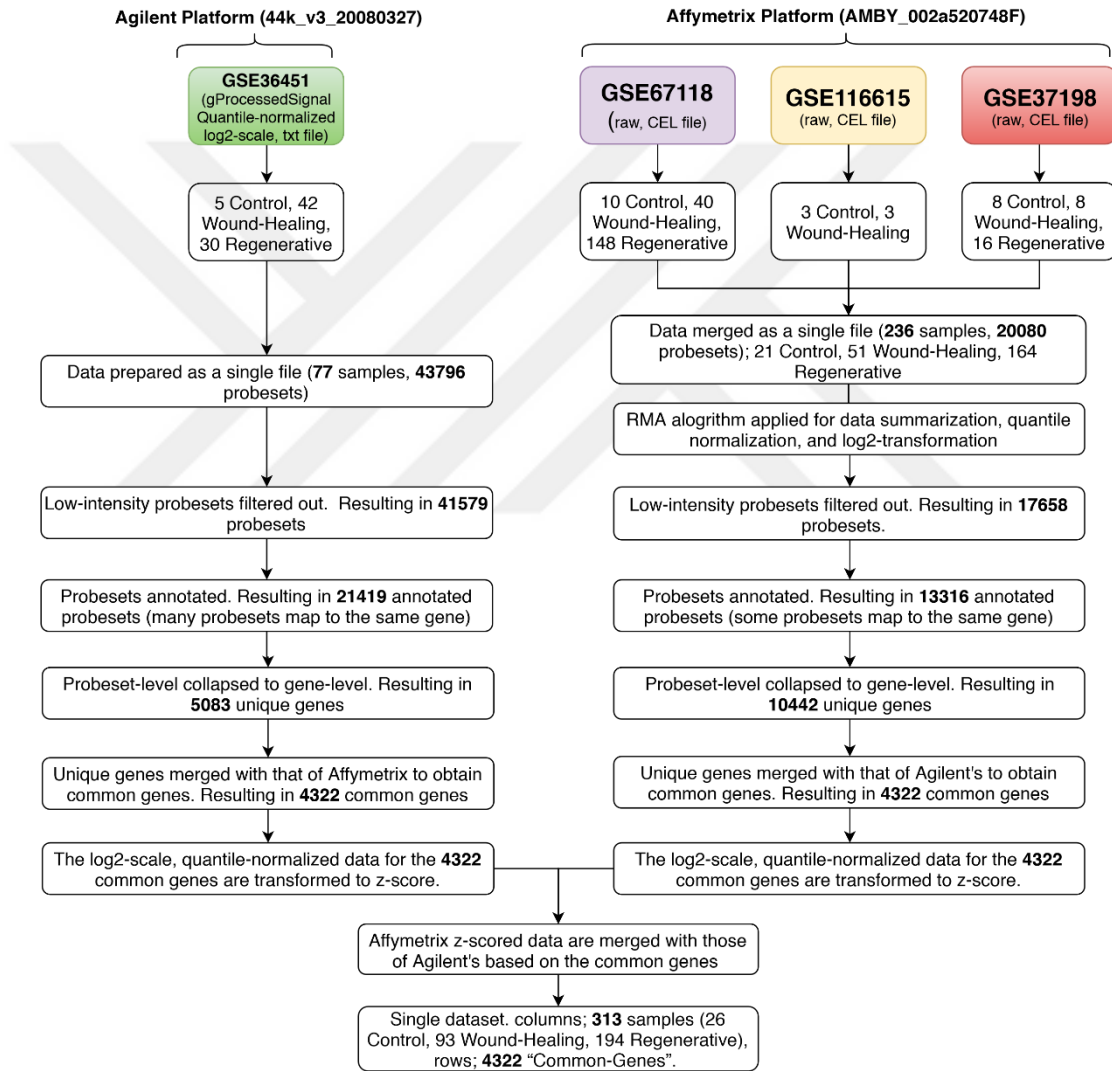 Agilent Platform (44k_v3_20080327)
Affymetrix Platform (AMBY_002a520748F)
GSE36451
(gProcessedSignal
Quantile-normalized
log2-scale, txt file)
GSE67118
(raw, CEL file)
GSE116615
(raw, CEL file)
GSE37198
(raw, CEL file)
5 Control, 42
Wound-Healing,
30 Regenerative
10 Control, 40
Wound-Healing,
148 Regenerative
3 Control, 3
Wound-Healing
8 Control, 8
Wound-Healing,
16 Regenerative
Data prepared as a single file (77 samples, 43796
probesets)
Data merged as a single file (236 samples, 20080
probesets); 21 Control, 51 Wound-Healing, 164
Regenerative
RMA alogrithm applied for data summarization, quantile
normalization, and log2-transformation
Low-intensity probesets filtered out. Resulting in 41579
probesets
Low-intensity probesets filtered out. Resulting in 17658
probesets.
Probesets annotated. Resulting in 21419 annotated
probesets (many probesets map to the same gene)
Probesets annotated. Resulting in 13316 annotated
probesets (some probesets map to the same gene)
Probeset-level collapsed to gene-level. Resulting in
5083 unique genes
Probeset-level collapsed to gene-level. Resulting in
10442 unique genes
Unique genes merged with that of Affymetrix to obtain
common genes. Resulting in 4322 common genes
Unique genes merged with that of Agilent's to obtain
common genes. Resulting in 4322 common genes
The log2-scale, quantile-normalized data for the 4322
common genes are transformed to z-score.
The log2-scale, quantile-normalized data for the 4322
common genes are transformed to z-score.
Affymetrix z-scored data are merged with those
of Agilent's based on the common genes
Single dataset. columns; 313 samples (26
Control, 93 Wound-Healing, 194 Regenerative),
rows; 4322 “Common-Genes”.